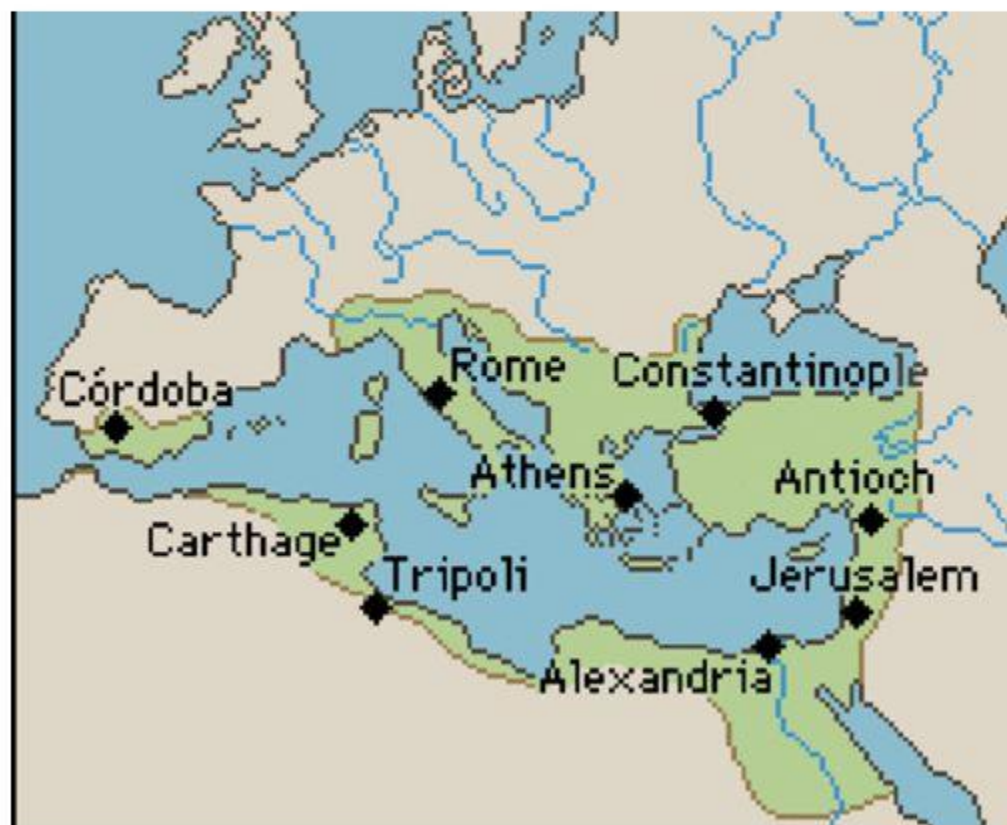 Rome
Constantinople
Córdoba
Athens
Antioch
Carthage
Tripoli
Jerusalem
Alexandria